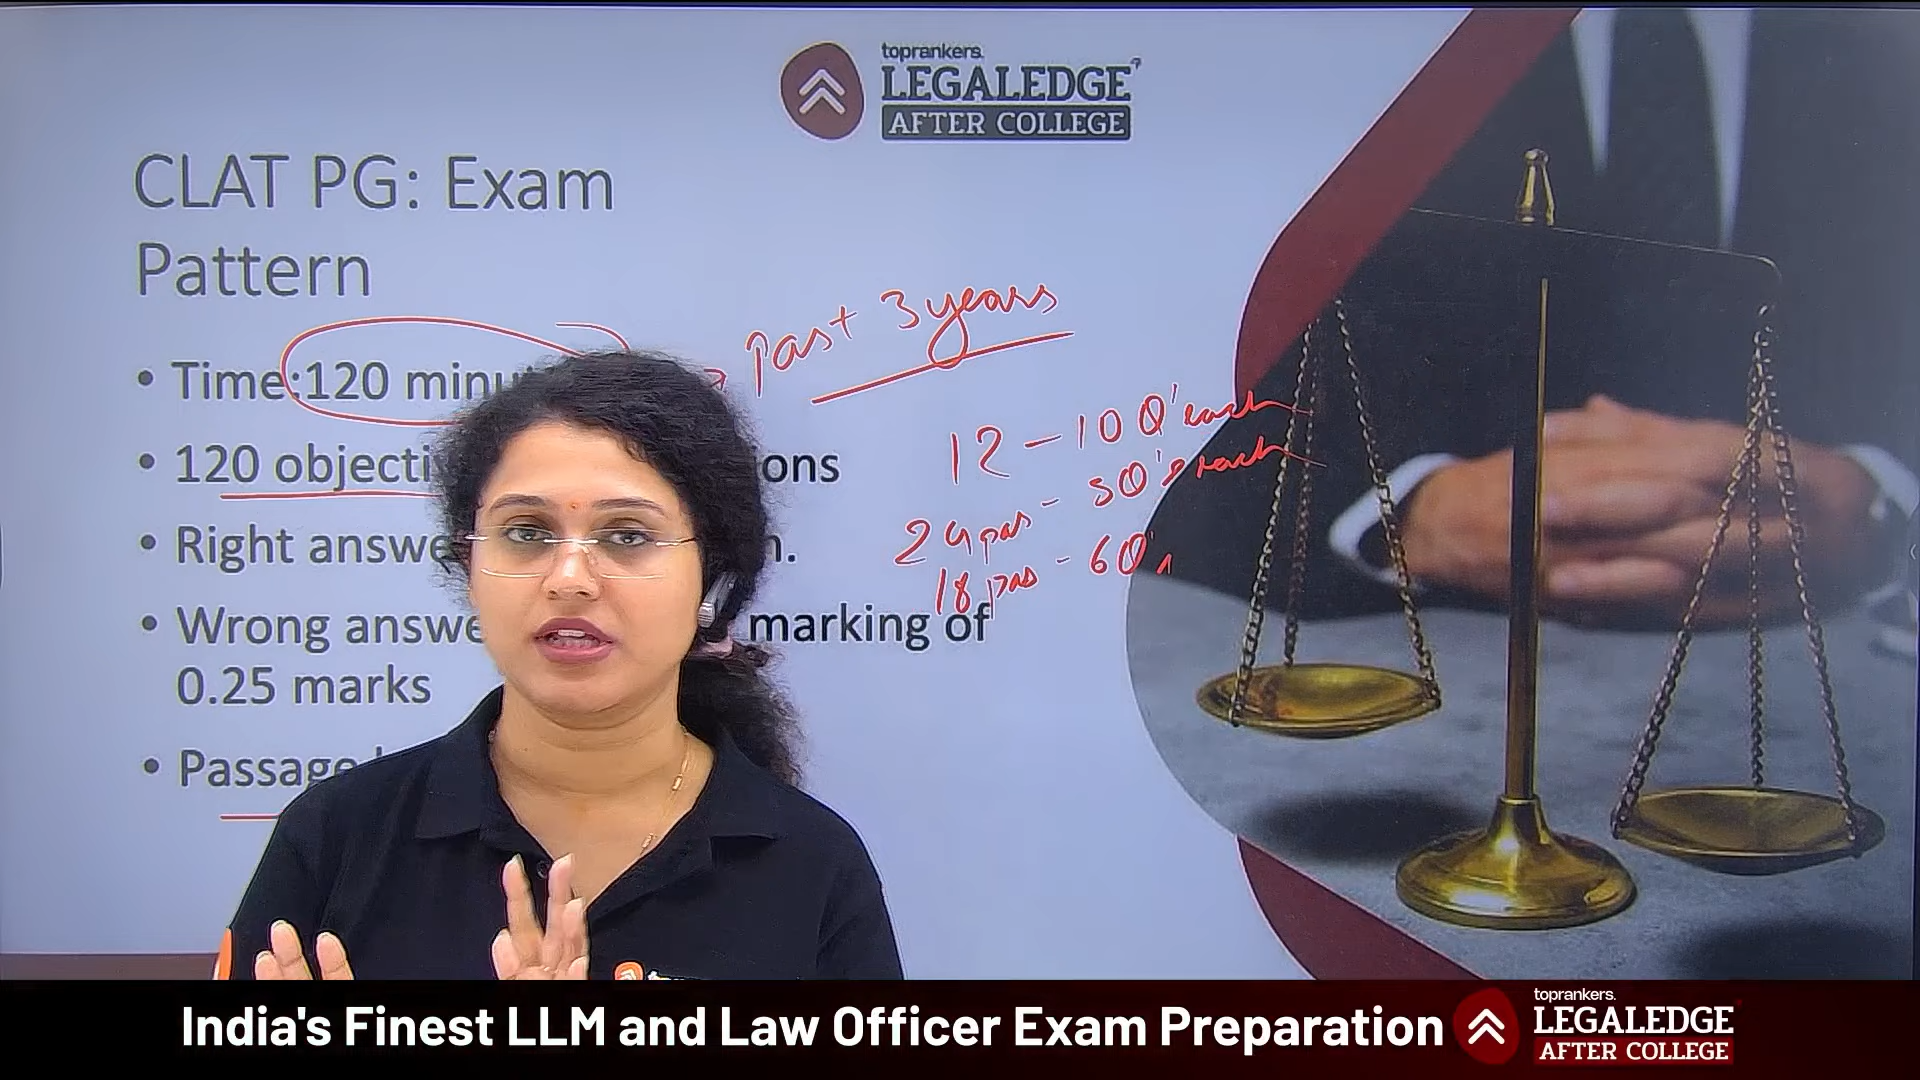 toprankers.
LEGALEDGE
AFTER COLLEGE
CLAT PG: Exam
Pattern
past 3 years
• Time:120 minu
12 - 10 Q's each
• 120 objecti ons
24 pas - 5Q's each
• Right answe n.
18 pas - 6Q's
• Wrong answe marking of
0.25 marks
• Passage
India's Finest LLM and Law Officer Exam Preparation
toprankers.
LEGALEDGE
AFTER COLLEGE